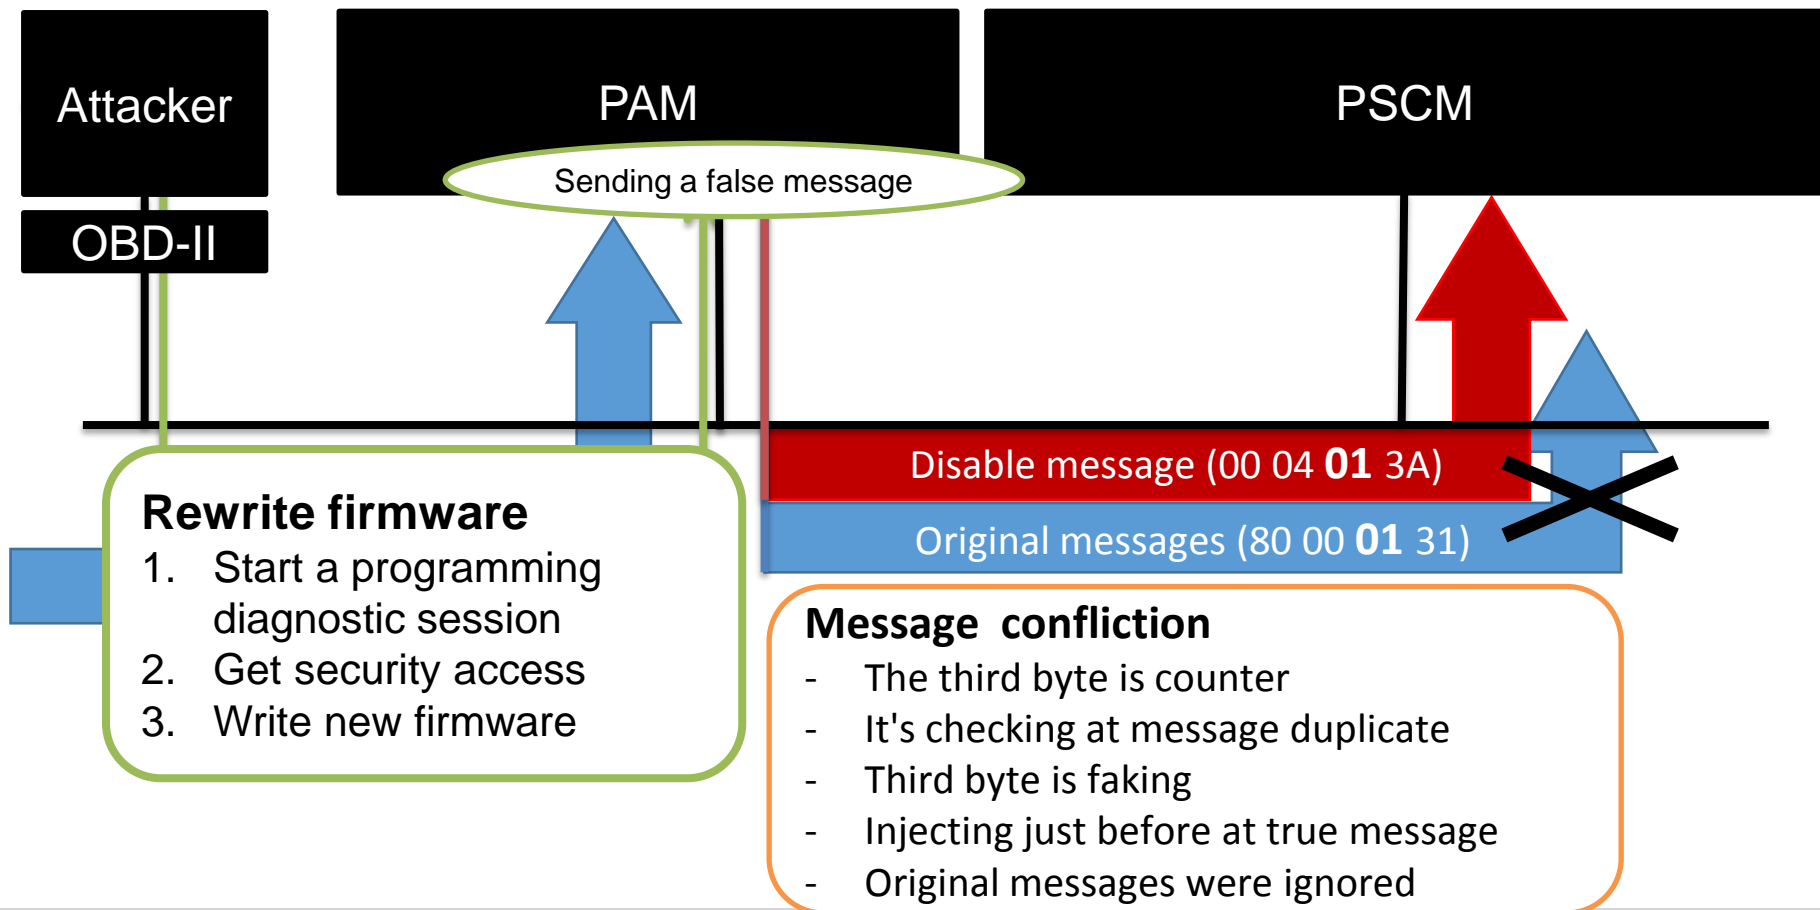 Attacker
OBD-II
PAM
PSCM
Sending a false message
Disable message (00 04 01 3A)
Original messages (80 00 01 31)
Rewrite firmware
1. Start a programming
diagnostic session
2. Get security access
3. Write new firmware
Message confliction
- The third byte is counter
- It's checking at message duplicate
- Third byte is faking
- Injecting just before at true message
- Original messages were ignored